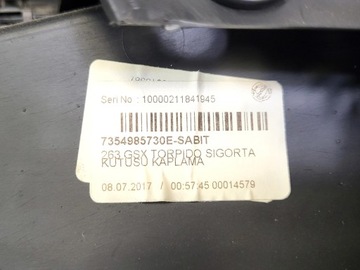 Seri No : 10000211841945
7354985730E-SABIT
263 GSX TORPIDO SIGORTA
KUTUSU KAPLAMA
08.07.2017 / 00:57:45 00014579